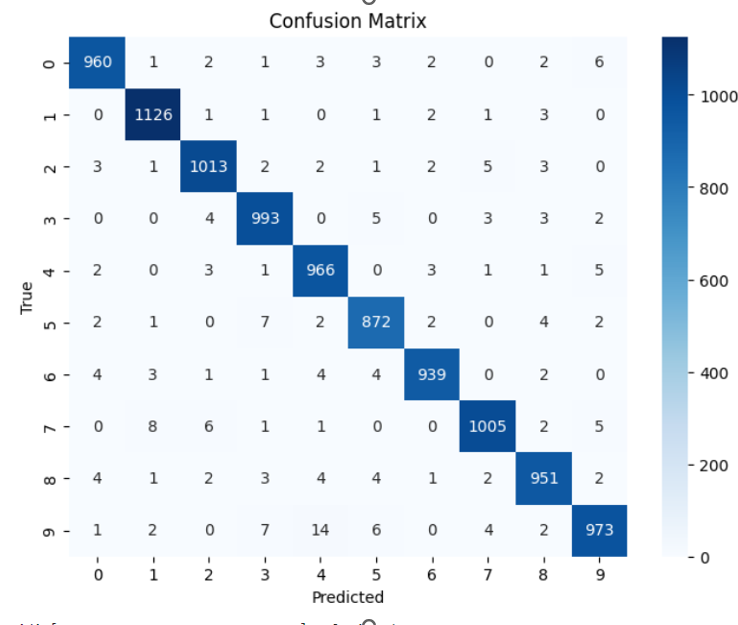 Confusion Matrix
0 960 1 2 1 3 3 2 0 2 6
1 0 1126 1 1 0 1 2 1 3 0
2 3 1 1013 2 2 1 2 5 3 0
3 0 0 4 993 0 5 0 3 3 2
4 2 0 3 1 966 0 3 1 1 5
5 2 1 0 7 2 872 2 0 4 2
6 4 3 1 1 4 4 939 0 2 0
7 0 8 6 1 1 0 0 1005 2 5
8 4 1 2 3 4 4 1 2 951 2
9 1 2 0 7 14 6 0 4 2 973
0 1 2 3 4 5 6 7 8 9
Predicted
True
1000
800
600
400
200
0